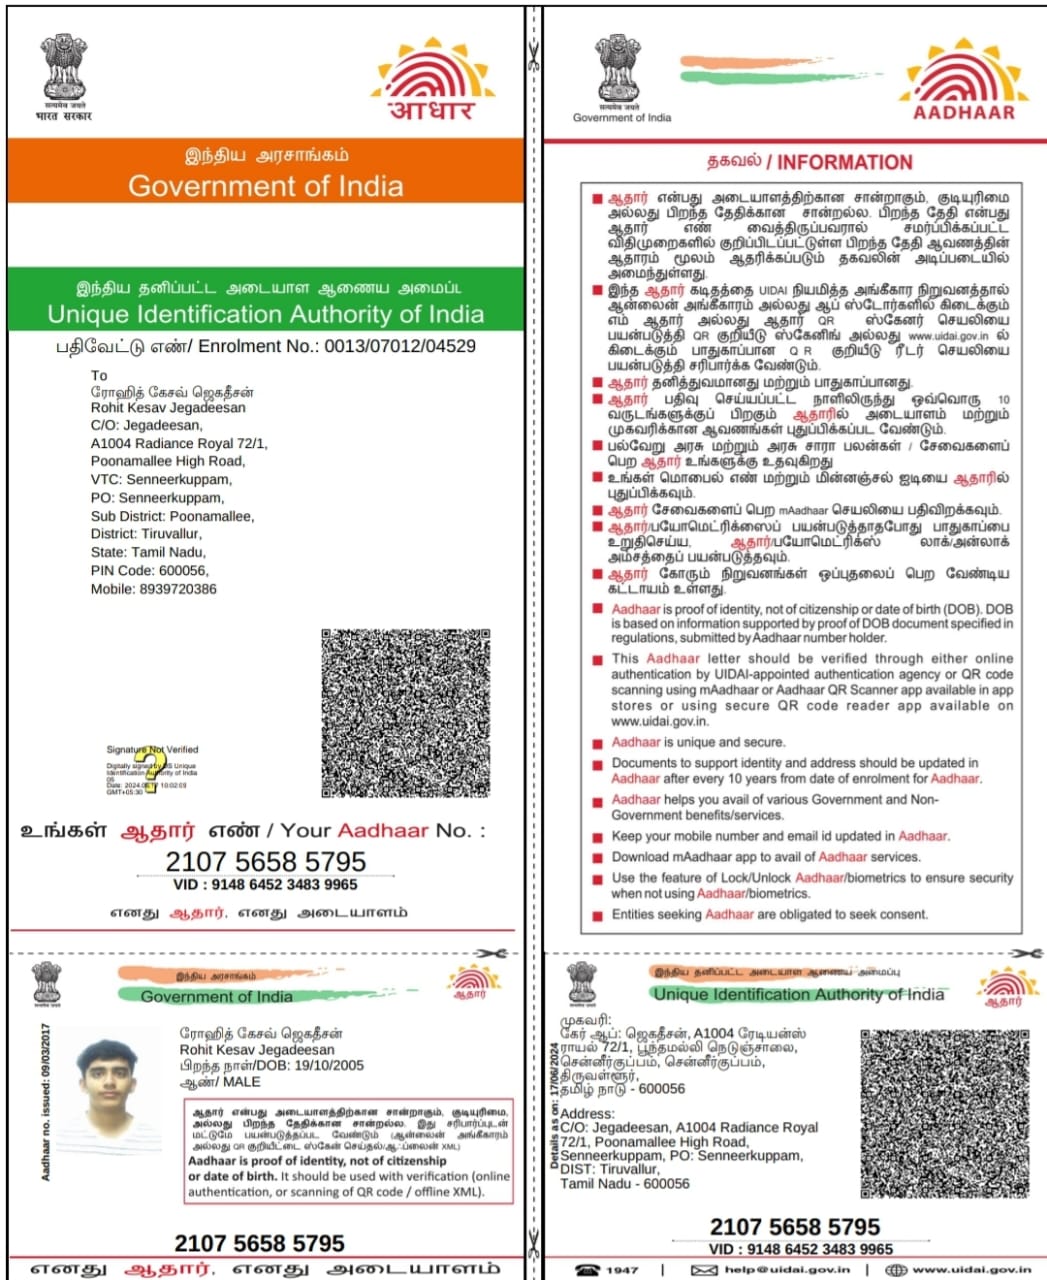 सत्यमेव जयते
भारत सरकार
आधार
இந்திய அரசாங்கம்
Government of India
இந்திய தனிப்பட்ட அடையாள ஆணைய அமைப்ட
Unique Identification Authority of India
பதிவேட்டு எண்/ Enrolment No.: 0013/07012/04529
To
ரோஹித் கேசவ் ஜெகதீசன்
Rohit Kesav Jegadeesan
C/O: Jegadeesan,
A1004 Radiance Royal 72/1,
Poonamallee High Road,
VTC: Senneerkuppam,
PO: Senneerkuppam,
Sub District: Poonamallee,
District: Tiruvallur,
State: Tamil Nadu,
PIN Code: 600056,
Mobile: 8939720386
Signature Not Verified
Digitally signed by DS Unique
Identification Authority of India
05
GMT+05:30
உங்கள் ஆதார் எண் / Your Aadhaar No. :
2107 5658 5795
VID : 9148 6452 3483 9965
எனது ஆதார், எனது அடையாளம்
सत्यमेव जयते
Government of India
AADHAAR
தகவல் / INFORMATION
ஆதார் என்பது அடையாளத்திற்கான சான்றாகும், குடியுரிமை
அல்லது பிறந்த தேதிக்கான சான்றல்ல. பிறந்த தேதி என்பது
ஆதார் எண் வைத்திருப்பவரால் சமர்ப்பிக்கப்பட்ட
விதிமுறைகளில் குறிப்பிடப்பட்டுள்ள பிறந்த தேதி ஆவணத்தின்
ஆதாரம் மூலம் ஆதரிக்கப்படும் தகவலின் அடிப்படையில்
அமைந்துள்ளது.
இந்த ஆதார் கடிதத்தை UIDAI நியமித்த அங்கீகார நிறுவனத்தால்
ஆன்லைன் அங்கீகாரம் அல்லது ஆப் ஸ்டோர்களில் கிடைக்கும்
எம் ஆதார் அல்லது ஆதார் QR ஸ்கேனர் செயலியை
பயன்படுத்தி QR குறியீடு ஸ்கேனிங் அல்லது www.uidai.gov.in ல்
கிடைக்கும் பாதுகாப்பான Q R குறியீடு ரீடர் செயலியை
பயன்படுத்தி சரிபார்க்க வேண்டும்.
ஆதார் தனித்துவமானது மற்றும் பாதுகாப்பானது.
ஆதார் பதிவு செய்யப்பட்ட நாளிலிருந்து ஒவ்வொரு 10
வருடங்களுக்குப் பிறகும் ஆதாரில் அடையாளம் மற்றும்
முகவரிக்கான ஆவணங்கள் புதுப்பிக்கப்பட வேண்டும்.
பல்வேறு அரசு மற்றும் அரசு சாரா பலன்கள் / சேவைகளைப்
பெற ஆதார் உங்களுக்கு உதவுகிறது
உங்கள் மொபைல் எண் மற்றும் மின்னஞ்சல் ஐடியை ஆதாரில்
புதுப்பிக்கவும்.
ஆதார் சேவைகளைப் பெற mAadhaar செயலியை பதிவிறக்கவும்.
ஆதார்/பயோமெட்ரிக்ஸைப் பயன்படுத்தாதபோது பாதுகாப்பை
உறுதிசெய்ய, ஆதார்/பயோமெட்ரிக்ஸ் லாக்/அன்லாக்
அம்சத்தைப் பயன்படுத்தவும்.
ஆதார் கோரும் நிறுவனங்கள் ஒப்புதலைப் பெற வேண்டிய
கட்டாயம் உள்ளது.
Aadhaar is proof of identity, not of citizenship or date of birth (DOB). DOB
is based on information supported by proof of DOB document specified in
regulations, submitted by Aadhaar number holder.
This Aadhaar letter should be verified through either online
authentication by UIDAI-appointed authentication agency or QR code
scanning using mAadhaar or Aadhaar QR Scanner app available in app
stores or using secure QR code reader app available on
www.uidai.gov.in.
Aadhaar is unique and secure.
Documents to support identity and address should be updated in
Aadhaar after every 10 years from date of enrolment for Aadhaar.
Aadhaar helps you avail of various Government and Non-
Government benefits/services.
Keep your mobile number and email id updated in Aadhaar.
Download mAadhaar app to avail of Aadhaar services.
Use the feature of Lock/Unlock Aadhaar/biometrics to ensure security
when not using Aadhaar/biometrics.
Entities seeking Aadhaar are obligated to seek consent.
இந்திய அரசாங்கம்
Government of India
ஆதார்
Aadhaar no. issued: 09/03/2017
ரோஹித் கேசவ் ஜெகதீசன்
Rohit Kesav Jegadeesan
பிறந்த நாள்/DOB: 19/10/2005
ஆண்/ MALE
ஆதார் என்பது அடையாளத்திற்கான சான்றாகும், குடியுரிமை,
அல்லது பிறந்த தேதிக்கான சான்றல்ல. இது சரிபார்ப்புடன்
மட்டுமே பயன்படுத்தப்பட வேண்டும் (ஆன்லைன் அங்கீகாரம்
அல்லது QR குறியீட்டை ஸ்கேன் செய்தல்/ஆஃப்லைன் XML)
Aadhaar is proof of identity, not of citizenship
or date of birth. It should be used with verification (online
authentication, or scanning of QR code / offline XML).
2107 5658 5795
எனது ஆதார், எனது அடையாளம்
இந்திய தனிப்பட்ட அடையாள ஆணைய அமைப்பு
Unique Identification Authority of India
ஆதார்
Details as on: 17/06/2024
முகவரி:
கேர் ஆப்: ஜெகதீசன், A1004 ரேடியன்ஸ்
ராயல் 72/1, பூந்தமல்லி நெடுஞ்சாலை,
சென்னீர்குப்பம், சென்னீர்குப்பம்,
திருவள்ளூர்,
தமிழ் நாடு - 600056
Address:
C/O: Jegadeesan, A1004 Radiance Royal
72/1, Poonamallee High Road,
Senneerkuppam, PO: Senneerkuppam,
DIST: Tiruvallur,
Tamil Nadu - 600056
2107 5658 5795
VID : 9148 6452 3483 9965
1947 | help@uidai.gov.in | www.uidai.gov.in